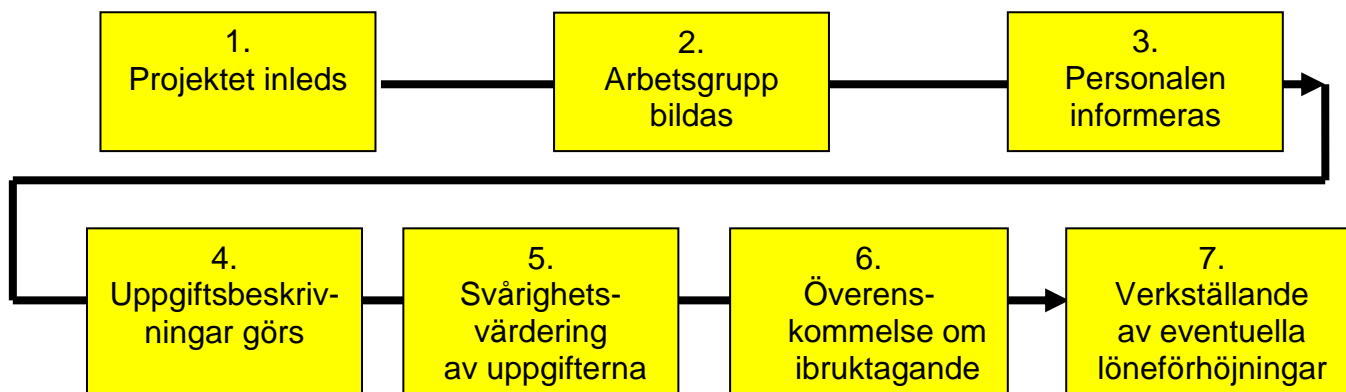 1.
Projektet inleds
2.
Arbetsgrupp
bildas
3.
Personalen
informeras
4.
Uppgiftsbeskriv-
ningar görs
5.
Svårighets-
värdering
av uppgifterna
6.
Överens-
kommelse om
ibruktagande
7.
Verkställande
av eventuella
löneförhöjningar